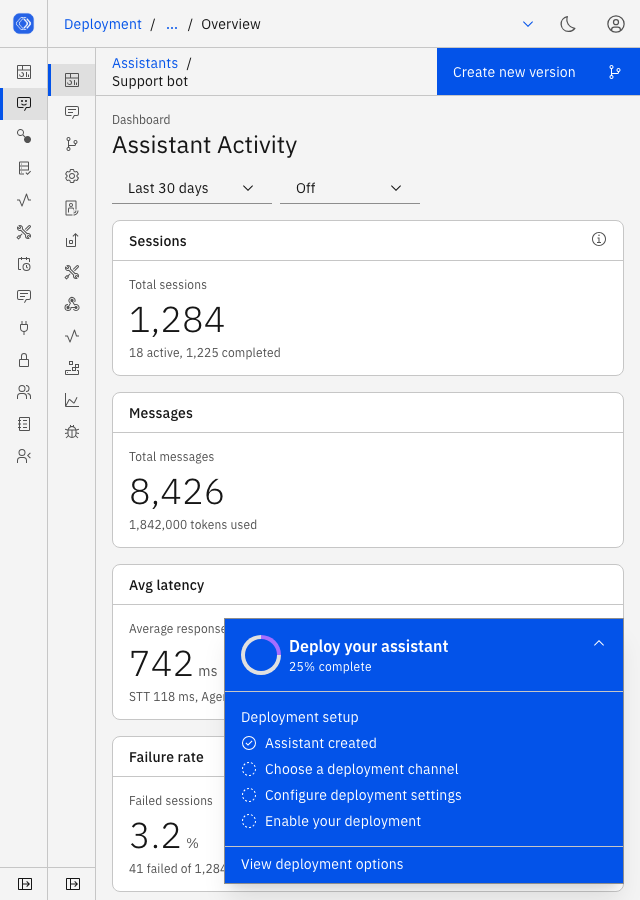 Deployment / ... / Overview
Assistants /
Support bot
Create new version
Dashboard
Assistant Activity
Last 30 days
Off
Sessions
Total sessions
1,284
18 active, 1,225 completed
Messages
Total messages
8,426
1,842,000 tokens used
Avg latency
Average response
742 ms
STT 118 ms,
Failure rate
Failed sessions
3.2 %
41 failed of 1,284
Deploy your assistant
25% complete
Deployment setup
Assistant created
Choose a deployment channel
Configure deployment settings
Enable your deployment
View deployment options